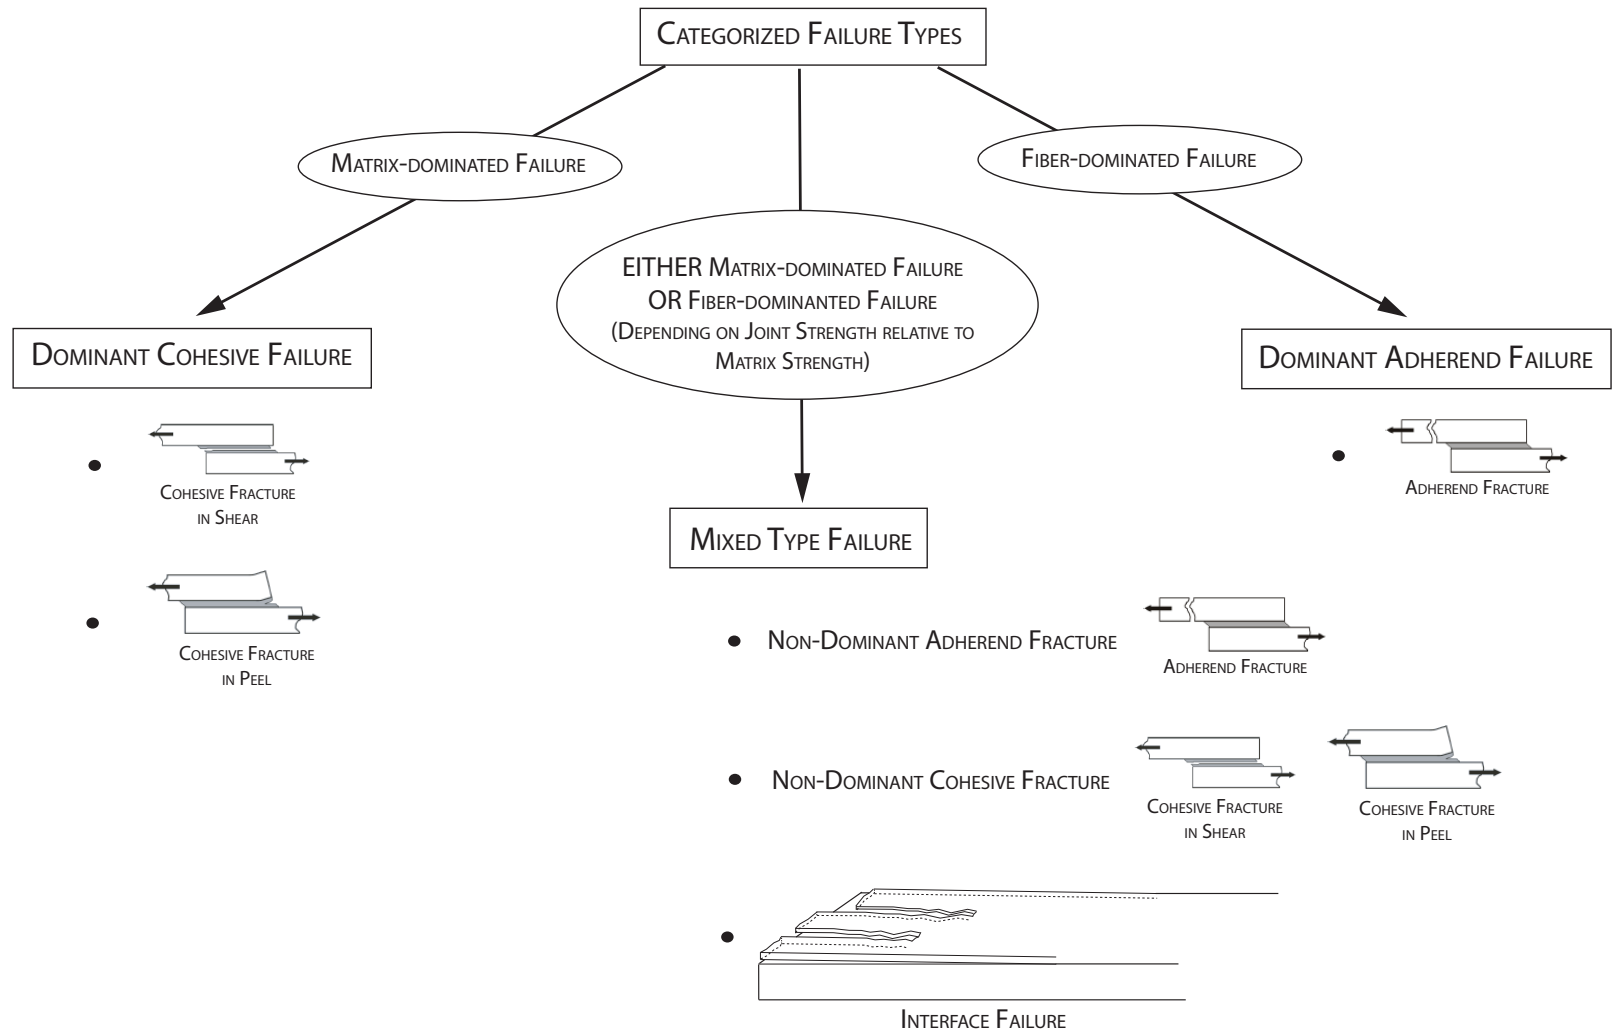 Categorized Failure Types
Matrix-dominated Failure
Fiber-dominated Failure
EITHER Matrix-dominated Failure
OR Fiber-dominanted Failure
(Depending on Joint Strength relative to
Matrix Strength)
Dominant Cohesive Failure
Dominant Adherend Failure
Cohesive Fracture
in Shear
Adherend Fracture
Cohesive Fracture
in Peel
Mixed Type Failure
• Non-Dominant Adherend Fracture
Adherend Fracture
• Non-Dominant Cohesive Fracture
Cohesive Fracture
in Shear
Cohesive Fracture
in Peel
Interface Failure